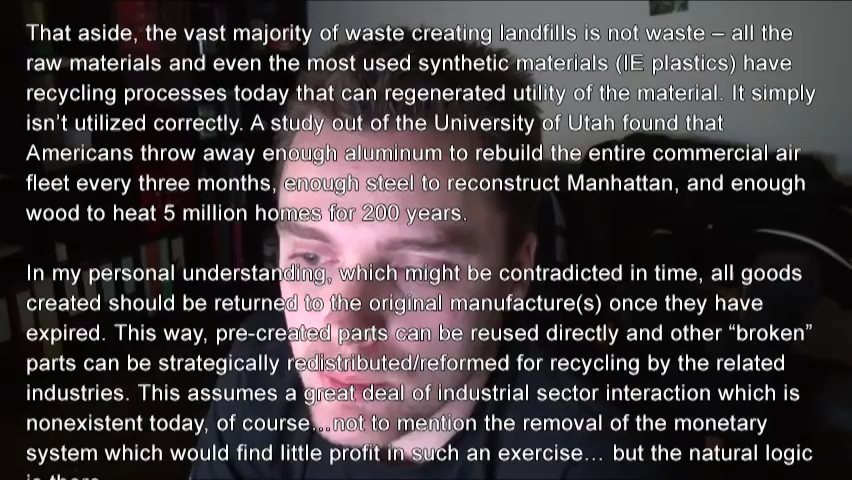 That aside, the vast majority of waste creating landfills is not waste – all the
raw materials and even the most used synthetic materials (IE plastics) have
recycling processes today that can regenerated utility of the material. It simply
isn't utilized correctly. A study out of the University of Utah found that
Americans throw away enough aluminum to rebuild the entire commercial air
fleet every three months, enough steel to reconstruct Manhattan, and enough
wood to heat 5 million homes for 200 years.
In my personal understanding, which might be contradicted in time, all goods
created should be returned to the original manufacture(s) once they have
expired. This way, pre-created parts can be reused directly and other “broken”
parts can be strategically redistributed/reformed for recycling by the related
industries. This assumes a great deal of industrial sector interaction which is
nonexistent today, of course…not to mention the removal of the monetary
system which would find little profit in such an exercise… but the natural logic